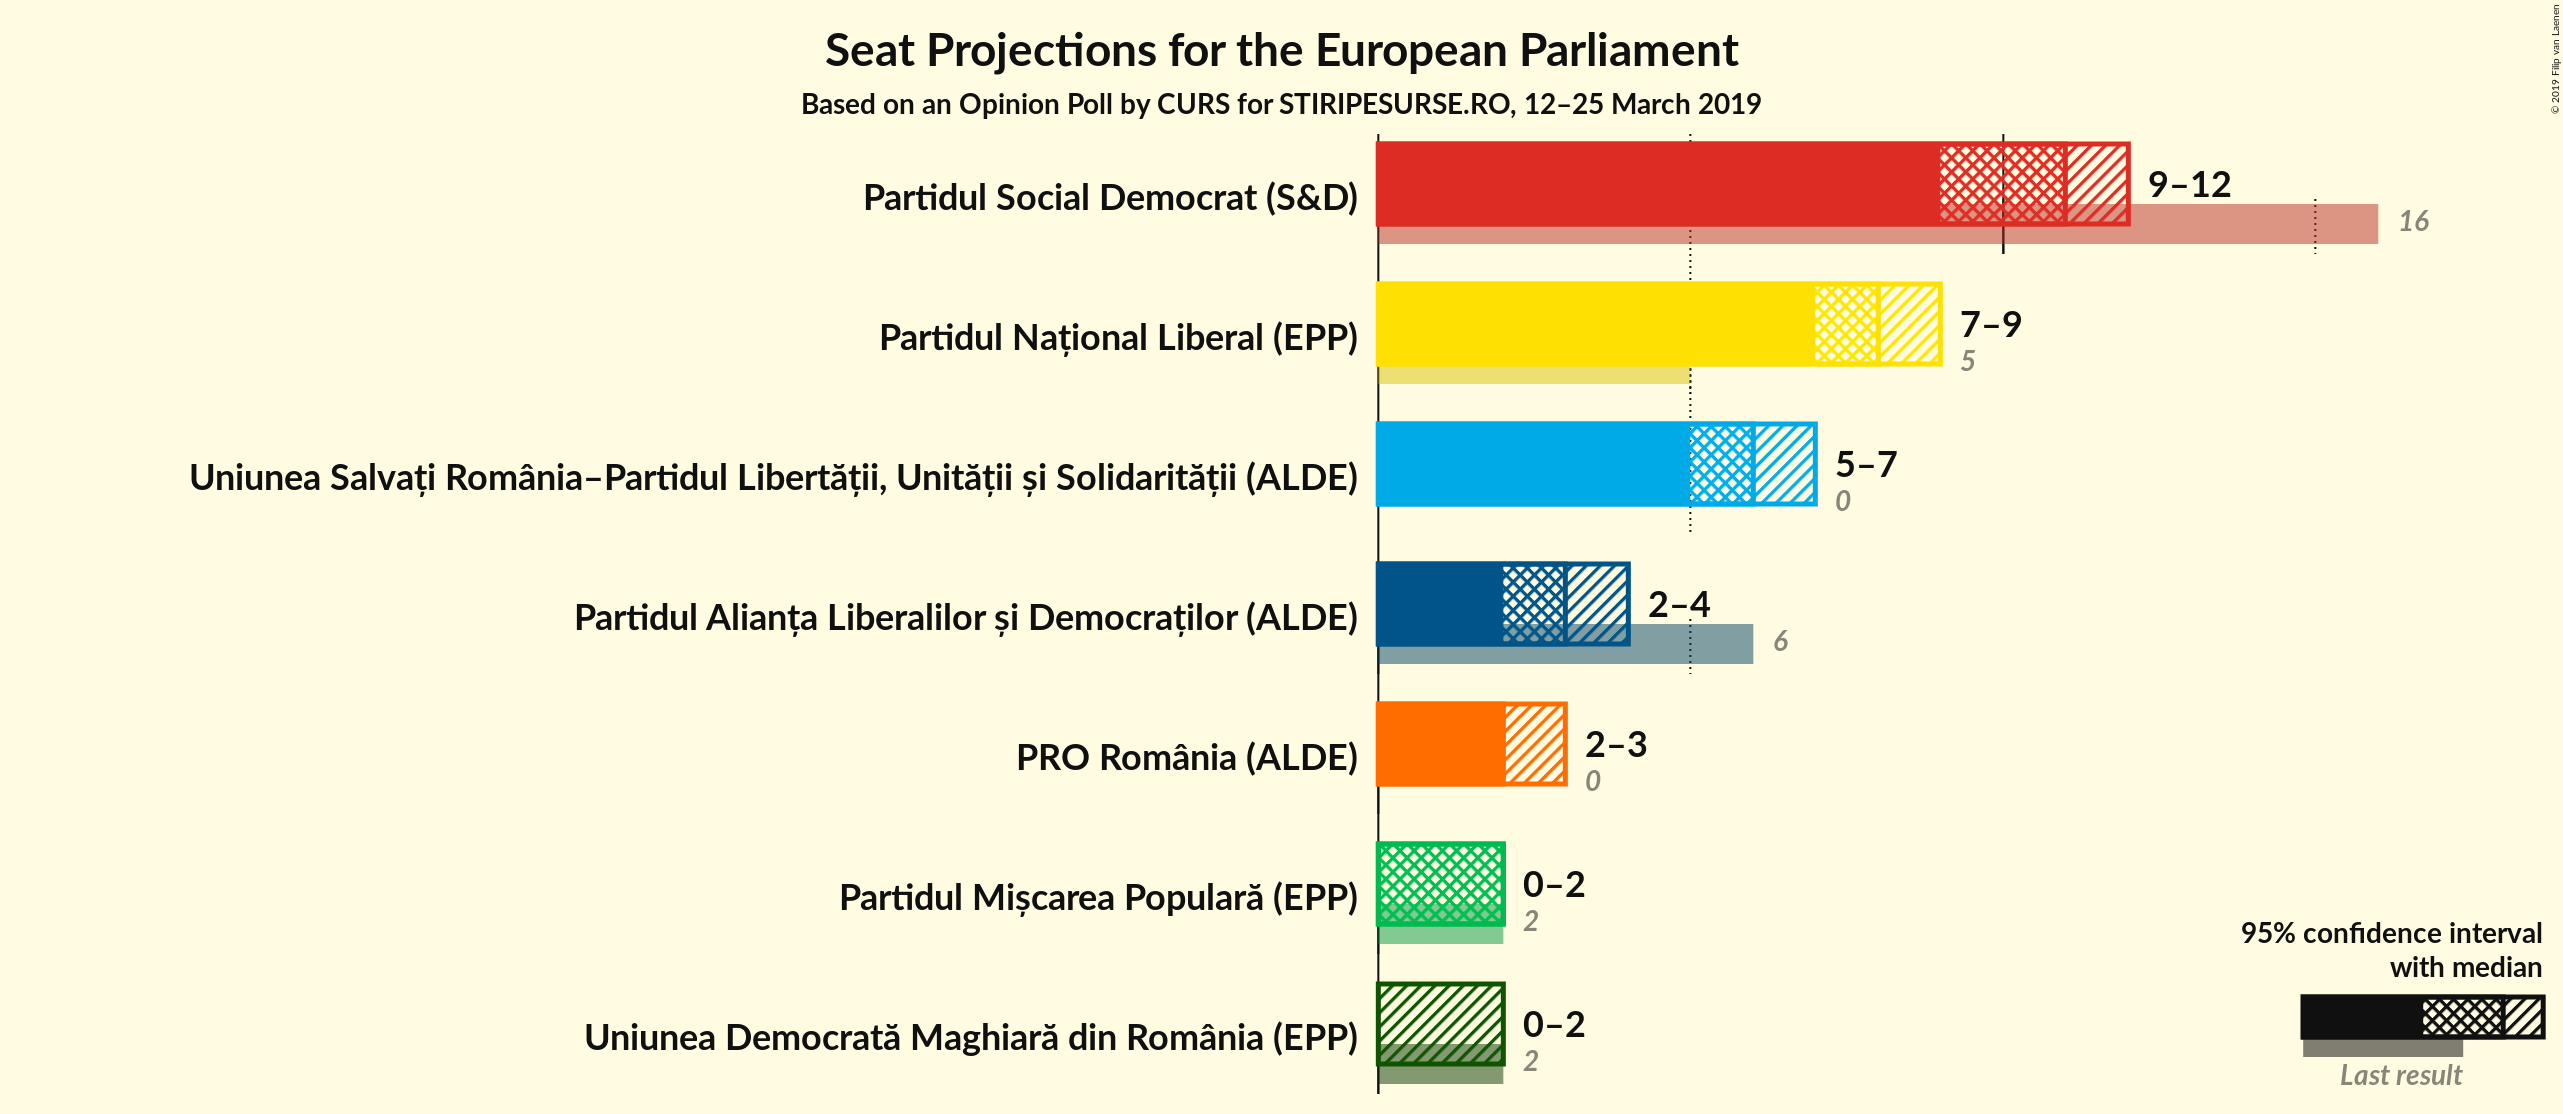 Seat Projections for the European Parliament
Based on an Opinion Poll by CURS for STIRIPESURSE.RO, 12–25 March 2019
© 2019 Filip van Laenen
Partidul Social Democrat (S&D)
9–12
16
Partidul Național Liberal (EPP)
7–9
5
Uniunea Salvați România–Partidul Libertății, Unității și Solidarității (ALDE)
5–7
0
Partidul Alianța Liberalilor și Democraților (ALDE)
2–4
6
PRO România (ALDE)
2–3
0
Partidul Mișcarea Populară (EPP)
0–2
2
Uniunea Democrată Maghiară din România (EPP)
0–2
2
95% confidence interval
with median
Last result